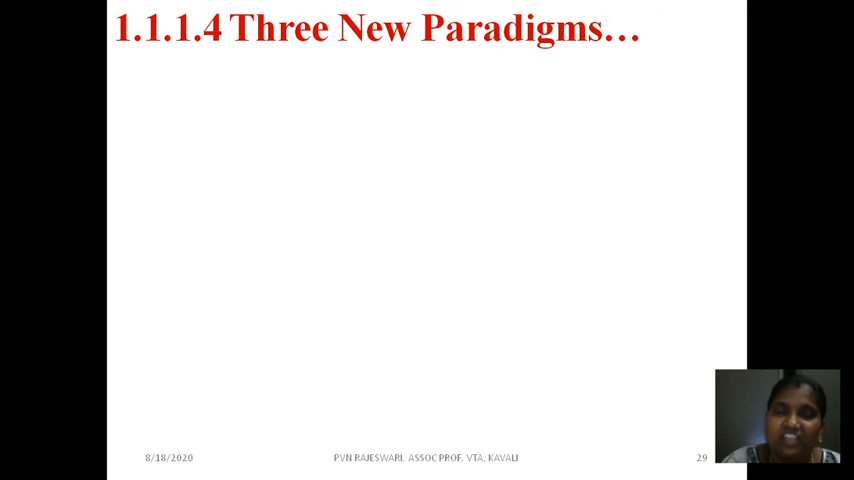 1.1.1.4 Three New Paradigms…
8/18/2020
PVN RAJESWARI, ASSOC PROF, VTA, KAVALI
29